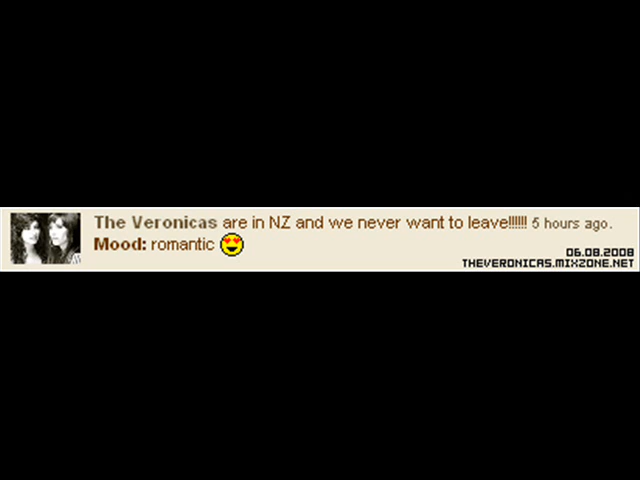 The Veronicas are in NZ and we never want to leave!!!!!! 5 hours ago.
Mood: romantic
06.08.2008
THEVERONICAS.MIXZONE.NET